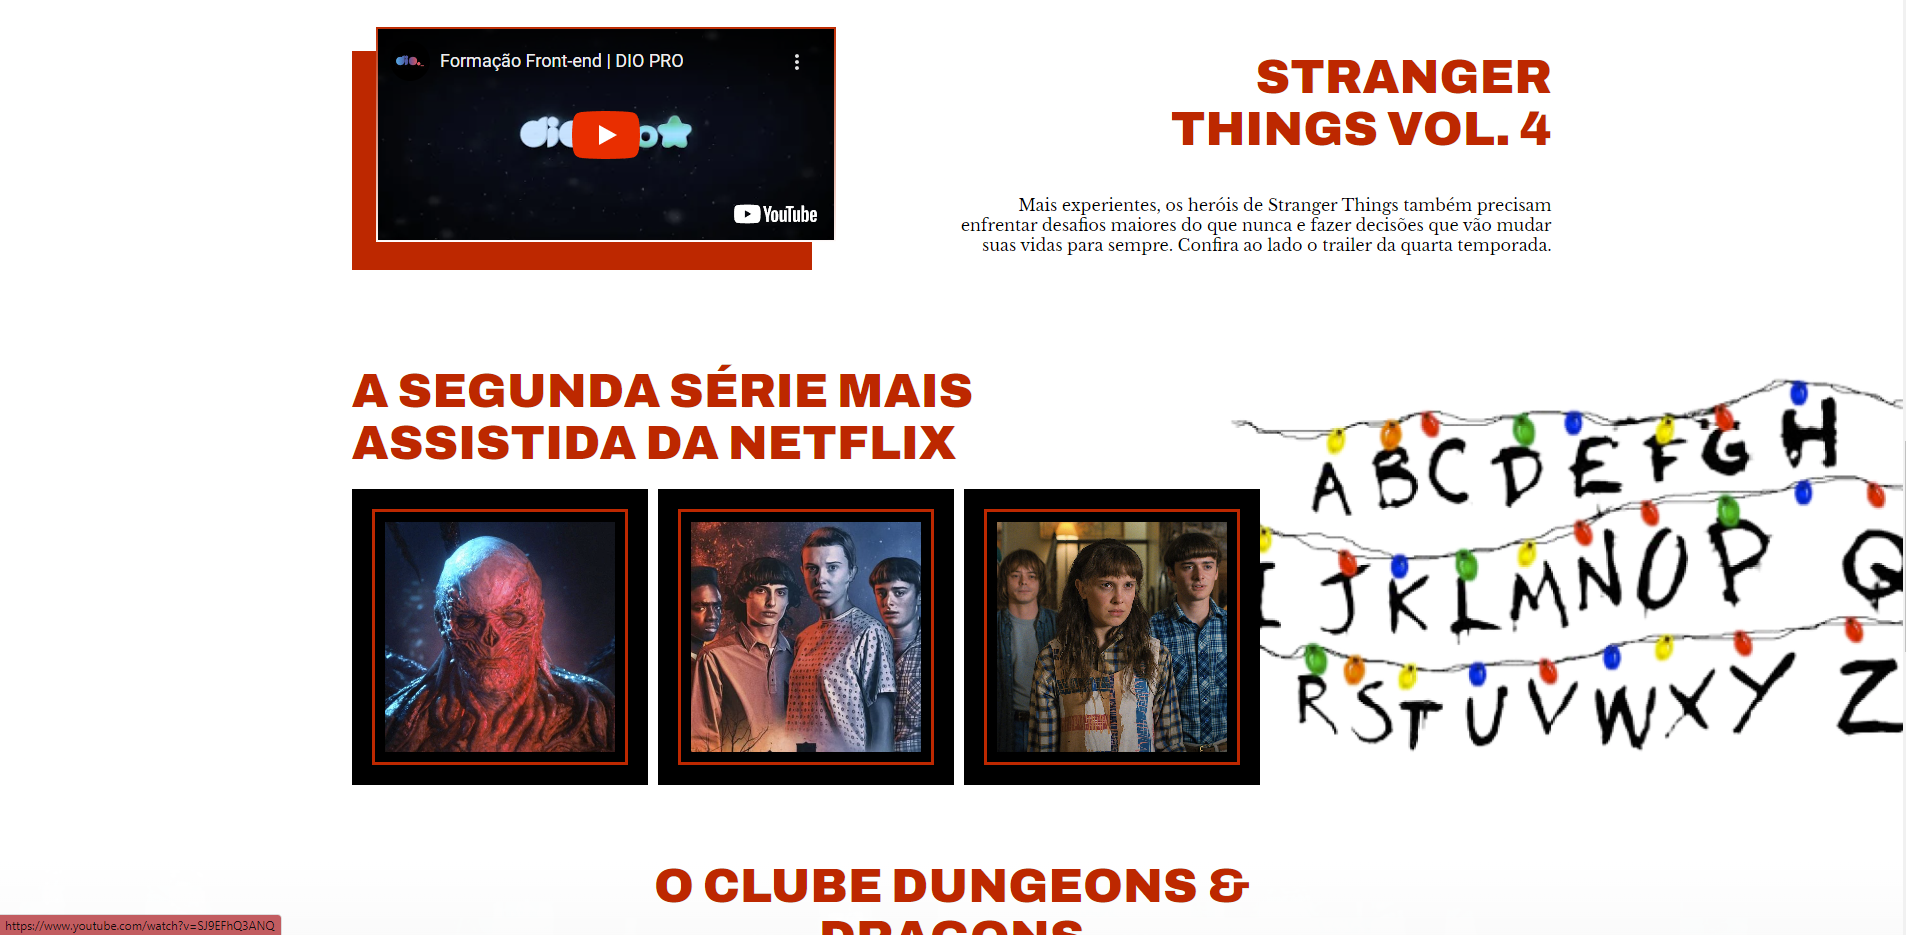 Formação Front-end | DIO PRO
dio.
YouTube
STRANGER
THINGS VOL. 4
Mais experientes, os heróis de Stranger Things também precisam
enfrentar desafios maiores do que nunca e fazer decisões que vão mudar
suas vidas para sempre. Confira ao lado o trailer da quarta temporada.
A SEGUNDA SÉRIE MAIS
ASSISTIDA DA NETFLIX
A B C D E F G H
I J K L M N O P Q
R S T U V W X Y Z
O CLUBE DUNGEONS &
DRAGONS
https://www.youtube.com/watch?v=SJ9EFhQ3ANQ